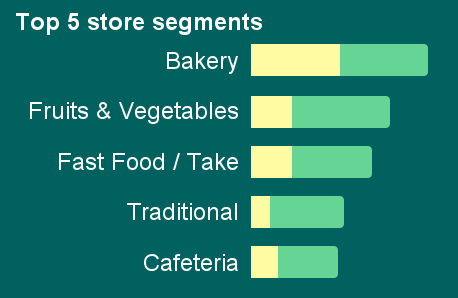 Top 5 store segments
Bakery
Fruits & Vegetables
Fast Food / Take
Traditional
Cafeteria